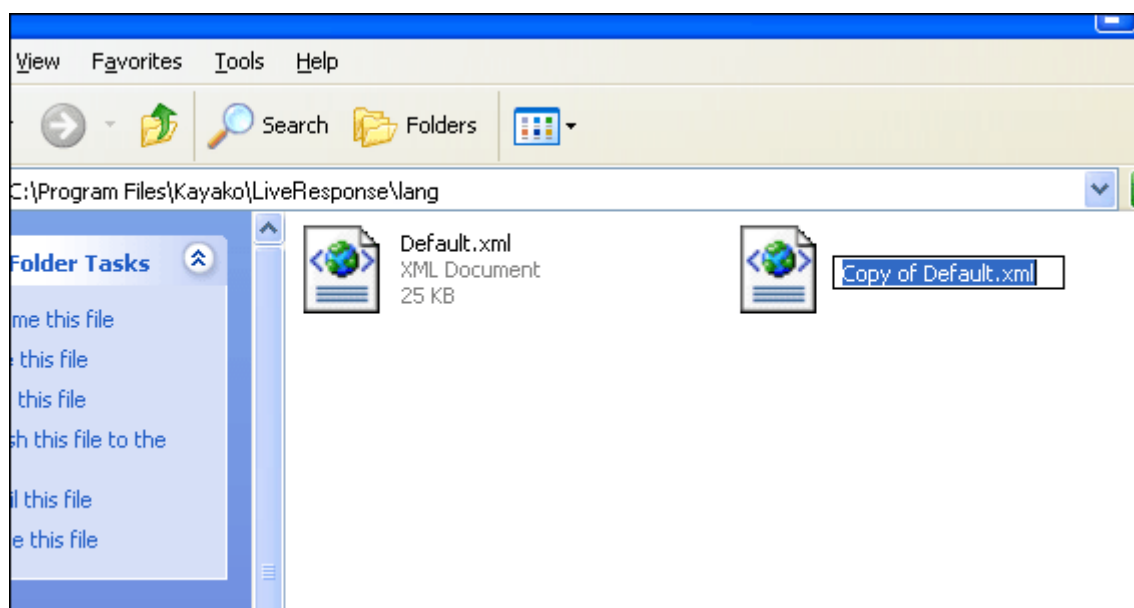 View Favorites Tools Help
Search Folders
C:\Program Files\Kayako\LiveResponse\lang
Folder Tasks
me this file
this file
this file
sh this file to the
il this file
e this file
Default.xml
XML Document
25 KB
Copy of Default.xml